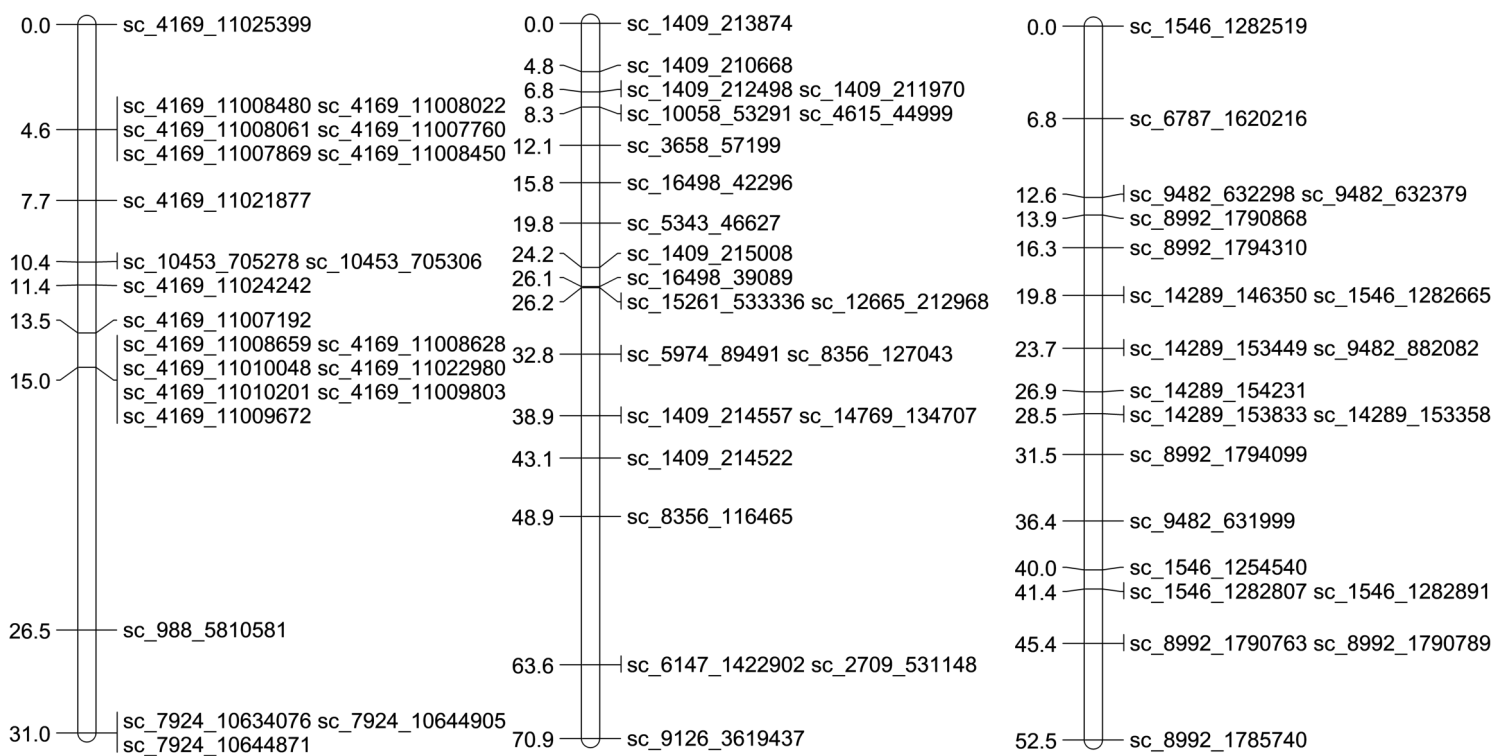 0.0 sc_4169_11025399
sc_4169_11008480 sc_4169_11008022
4.6 sc_4169_11008061 sc_4169_11007760
sc_4169_11007869 sc_4169_11008450
7.7 sc_4169_11021877
10.4 sc_10453_705278 sc_10453_705306
11.4 sc_4169_11024242
13.5 sc_4169_11007192
sc_4169_11008659 sc_4169_11008628
sc_4169_11010048 sc_4169_11022980
15.0 sc_4169_11010201 sc_4169_11009803
sc_4169_11009672
26.5 sc_988_5810581
sc_7924_10634076 sc_7924_10644905
31.0 sc_7924_10644871
0.0 sc_1409_213874
4.8 sc_1409_210668
6.8 sc_1409_212498 sc_1409_211970
8.3 sc_10058_53291 sc_4615_44999
12.1 sc_3658_57199
15.8 sc_16498_42296
19.8 sc_5343_46627
24.2 sc_1409_215008
26.1 sc_16498_39089
26.2 sc_15261_533336 sc_12665_212968
32.8 sc_5974_89491 sc_8356_127043
38.9 sc_1409_214557 sc_14769_134707
43.1 sc_1409_214522
48.9 sc_8356_116465
63.6 sc_6147_1422902 sc_2709_531148
70.9 sc_9126_3619437
0.0 sc_1546_1282519
6.8 sc_6787_1620216
12.6 sc_9482_632298 sc_9482_632379
13.9 sc_8992_1790868
16.3 sc_8992_1794310
19.8 sc_14289_146350 sc_1546_1282665
23.7 sc_14289_153449 sc_9482_882082
26.9 sc_14289_154231
28.5 sc_14289_153833 sc_14289_153358
31.5 sc_8992_1794099
36.4 sc_9482_631999
40.0 sc_1546_1254540
41.4 sc_1546_1282807 sc_1546_1282891
45.4 sc_8992_1790763 sc_8992_1790789
52.5 sc_8992_1785740